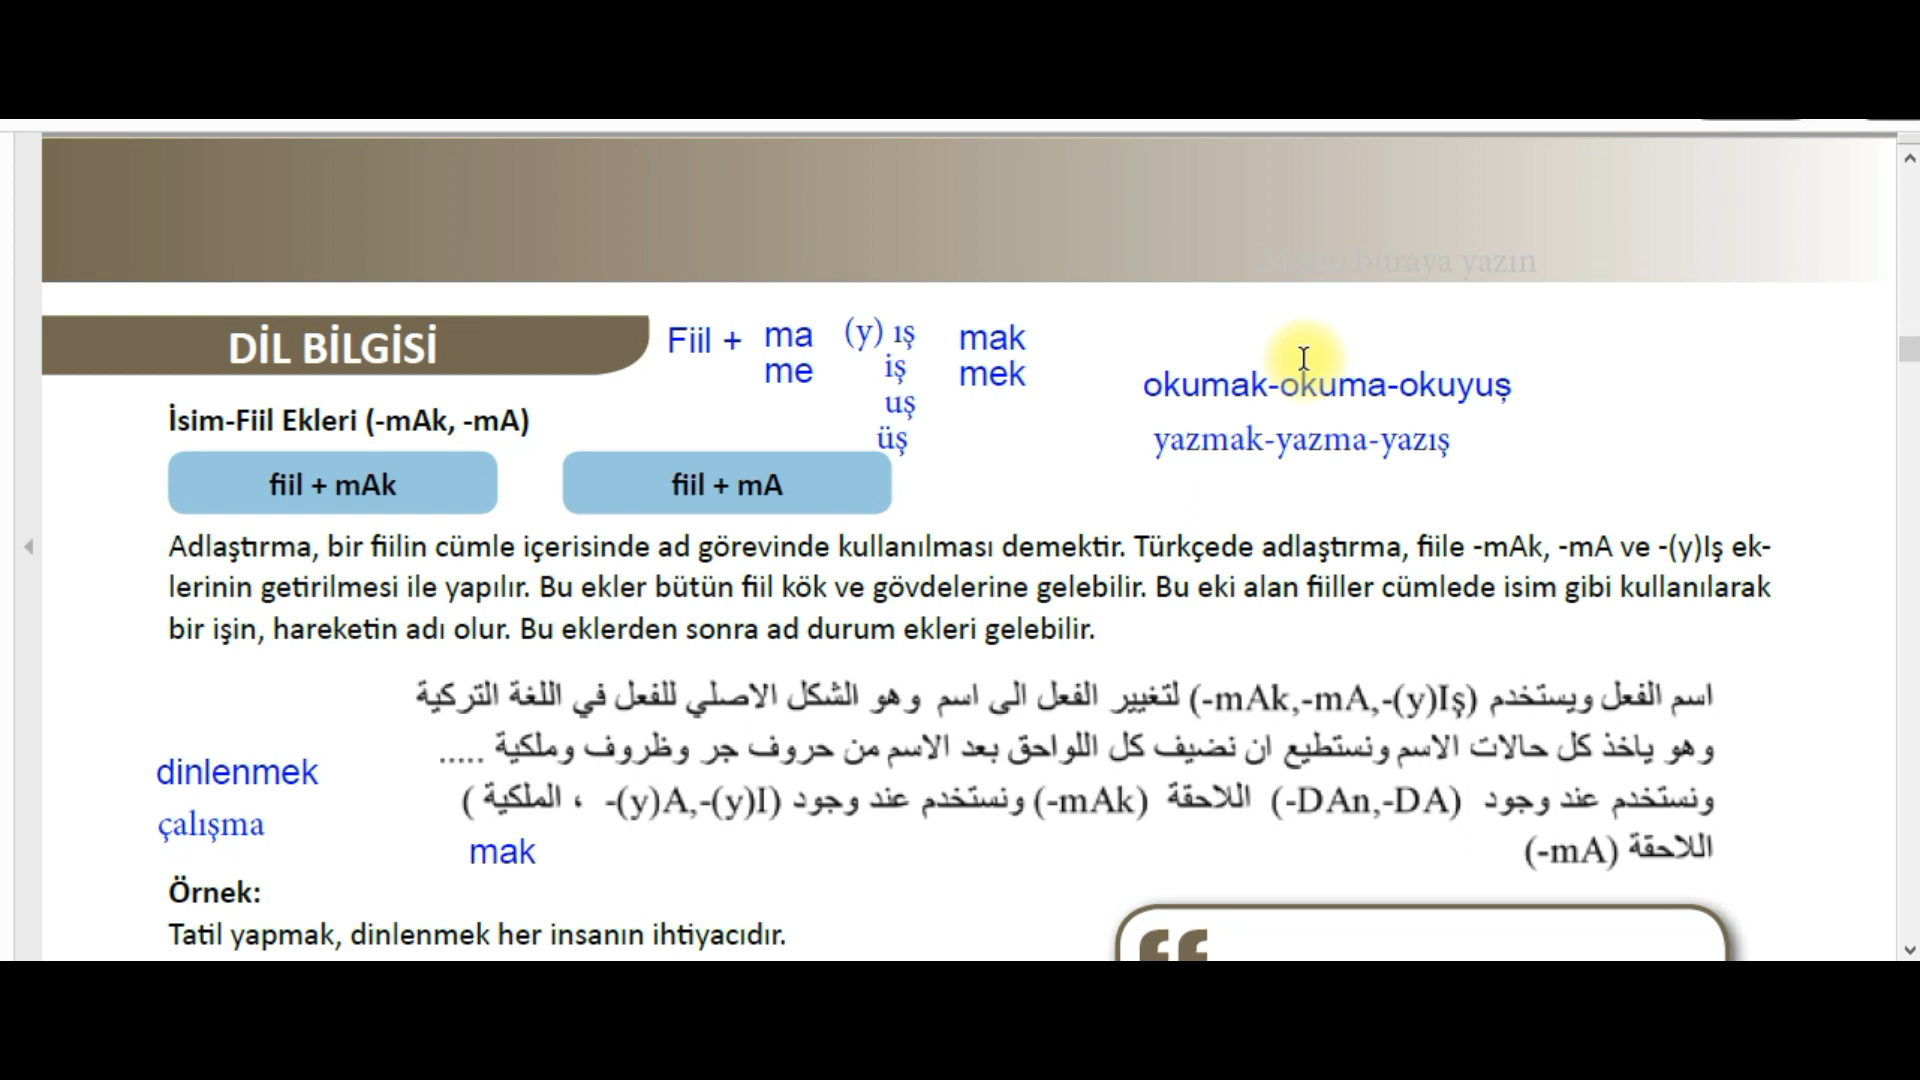 buraya yazın
DİL BİLGİSİ
Fiil + ma (y) ış mak
me iş mek
uş
üş
okumak-okuma-okuyuş
yazmak-yazma-yazış
İsim-Fiil Ekleri (-mAk, -mA)
fiil + mAk fiil + mA
Adlaştırma, bir fiilin cümle içerisinde ad görevinde kullanılması demektir. Türkçede adlaştırma, fiile -mAk, -mA ve -(y)Iş ek-
lerinin getirilmesi ile yapılır. Bu ekler bütün fiil kök ve gövdelerine gelebilir. Bu eki alan fiiller cümlede isim gibi kullanılarak
bir işin, hareketin adı olur. Bu eklerden sonra ad durum ekleri gelebilir.
اسم الفعل ويستخدم (-mAk,-mA,-(y)Iş) لتغيير الفعل الى اسم وهو الشكل الاصلي للفعل في اللغة التركية
وهو ياخذ كل حالات الاسم ونستطيع ان نضيف كل اللواحق بعد الاسم من حروف جر وظروف وملكية .....
ونستخدم عند وجود (-DAn,-DA) اللاحقة (-mAk) ونستخدم عند وجود (-(y)A,-(y)I ، الملكية )
اللاحقة (-mA)
dinlenmek
çalışma
mak
Örnek:
Tatil yapmak, dinlenmek her insanın ihtiyacıdır.